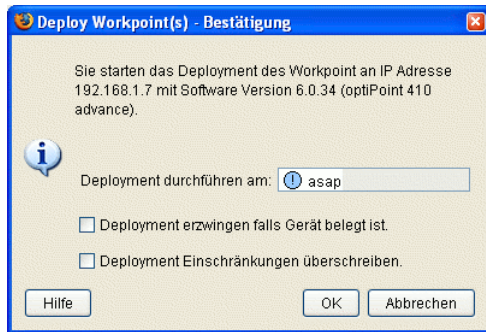 Deploy Workpoint(s) - Bestätigung
Sie starten das Deployment des Workpoint an IP Adresse
192.168.1.7 mit Software Version 6.0.34 (optiPoint 410
advance).
Deployment durchführen am: asap
Deployment erzwingen falls Gerät belegt ist.
Deployment Einschränkungen überschreiben.
Hilfe OK Abbrechen